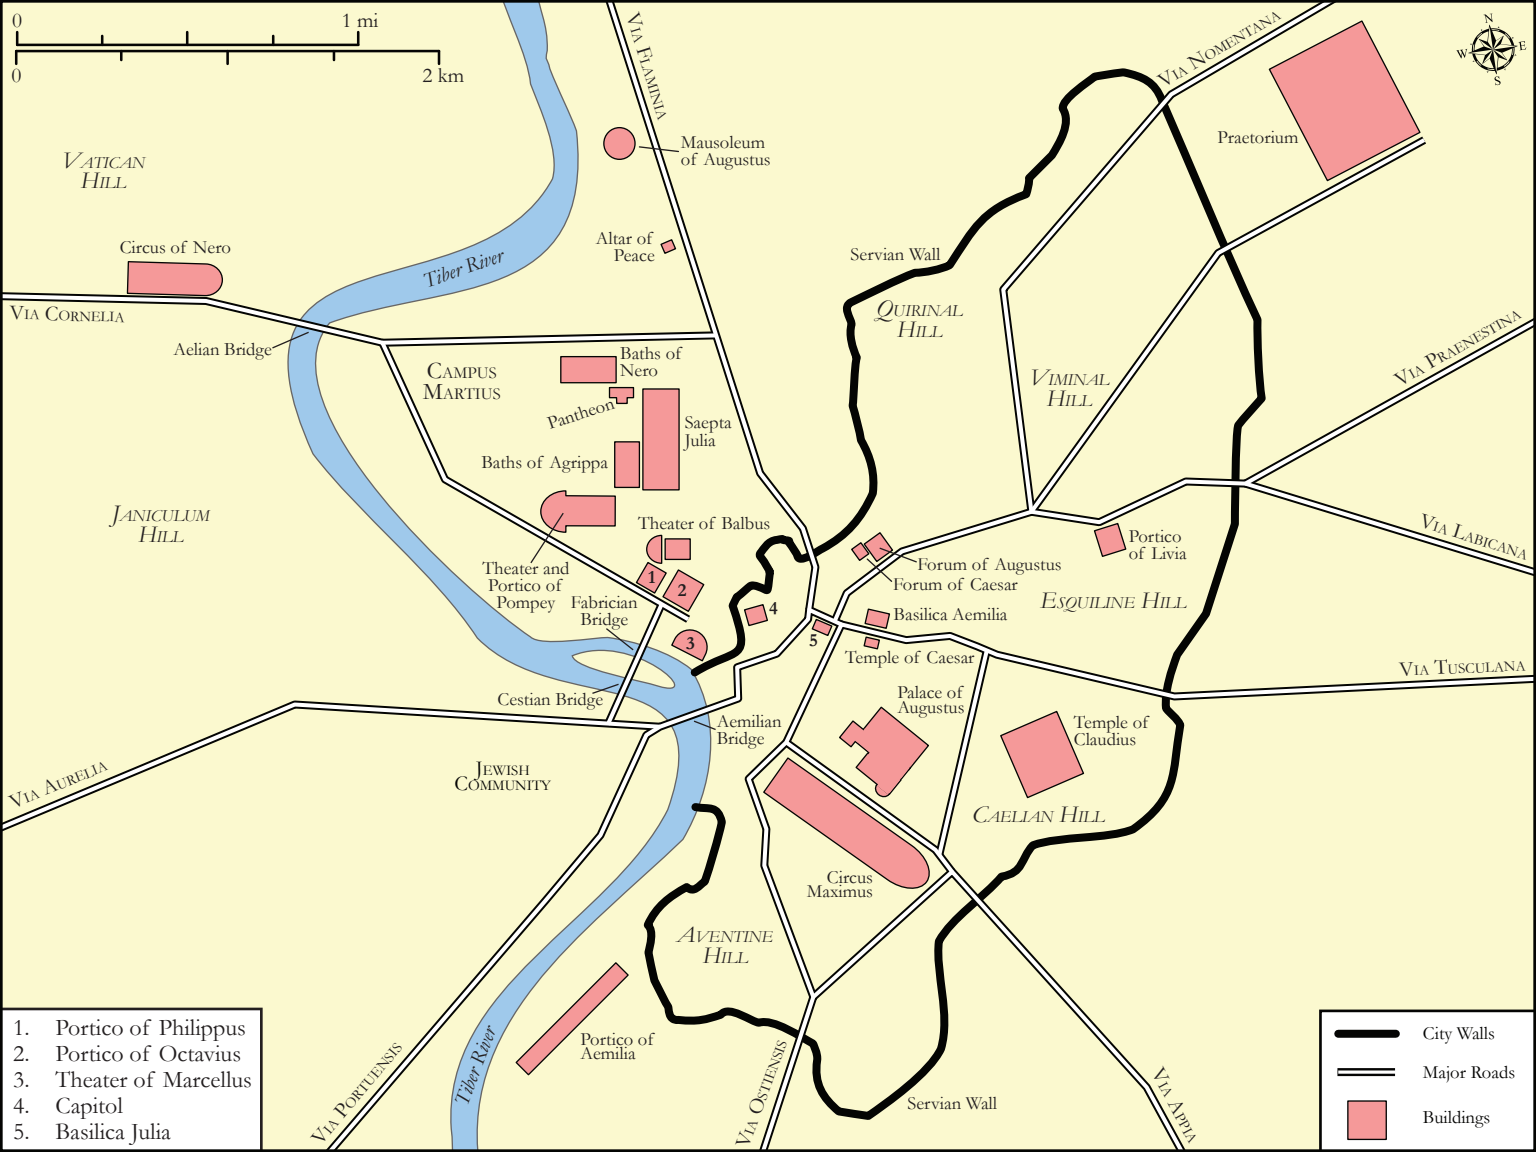 0
1 mi
0
2 km
N
W
E
S
VIA FLAMINIA
VIA NOMENTANA
Praetorium
Mausoleum
of Augustus
VATICAN
HILL
Circus of Nero
Altar of
Peace
Tiber River
Servian Wall
VIA CORNELIA
Aelian Bridge
QUIRINAL
HILL
VIA PRAENESTINA
Baths of
Nero
CAMPUS
MARTIUS
VIMINAL
HILL
Pantheon
Saepta
Julia
Baths of Agrippa
JANICULUM
HILL
Theater of Balbus
VIA LABICANA
Portico
of Livia
Forum of Augustus
Forum of Caesar
Theater and
Portico of
Pompey
1
2
Fabrician
Bridge
4
ESQUILINE HILL
Basilica Aemilia
3
5
Temple of Caesar
VIA TUSCULANA
Cestian Bridge
Palace of
Augustus
Aemilian
Bridge
Temple of
Claudius
JEWISH
COMMUNITY
VIA AURELIA
CAELIAN HILL
Circus
Maximus
AVENTINE
HILL
Portico of
Aemilia
Tiber River
VIA PORTUENSIS
VIA OSTIENSIS
VIA APPIA
Servian Wall
1. Portico of Philippus
2. Portico of Octavius
3. Theater of Marcellus
4. Capitol
5. Basilica Julia
City Walls
Major Roads
Buildings